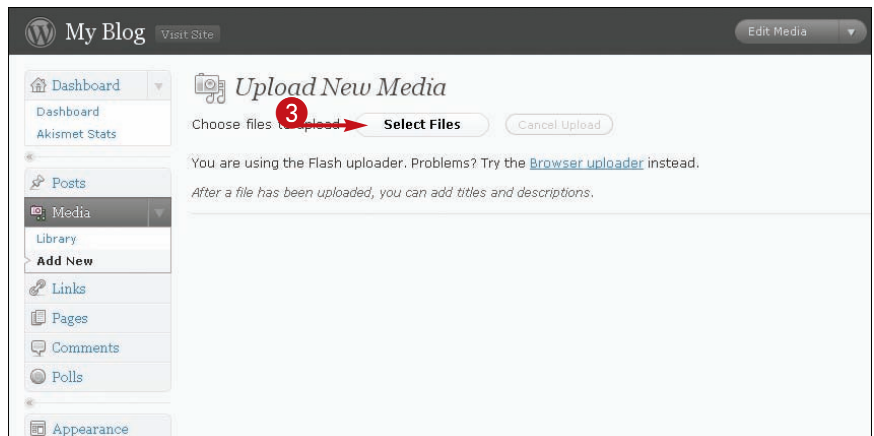 My Blog Visit Site
Edit Media
Dashboard
Dashboard
Akismet Stats
Posts
Media
Library
Add New
Links
Pages
Comments
Polls
Appearance
Upload New Media
3
Choose files to upload Select Files Cancel Upload
You are using the Flash uploader. Problems? Try the Browser uploader instead.
After a file has been uploaded, you can add titles and descriptions.